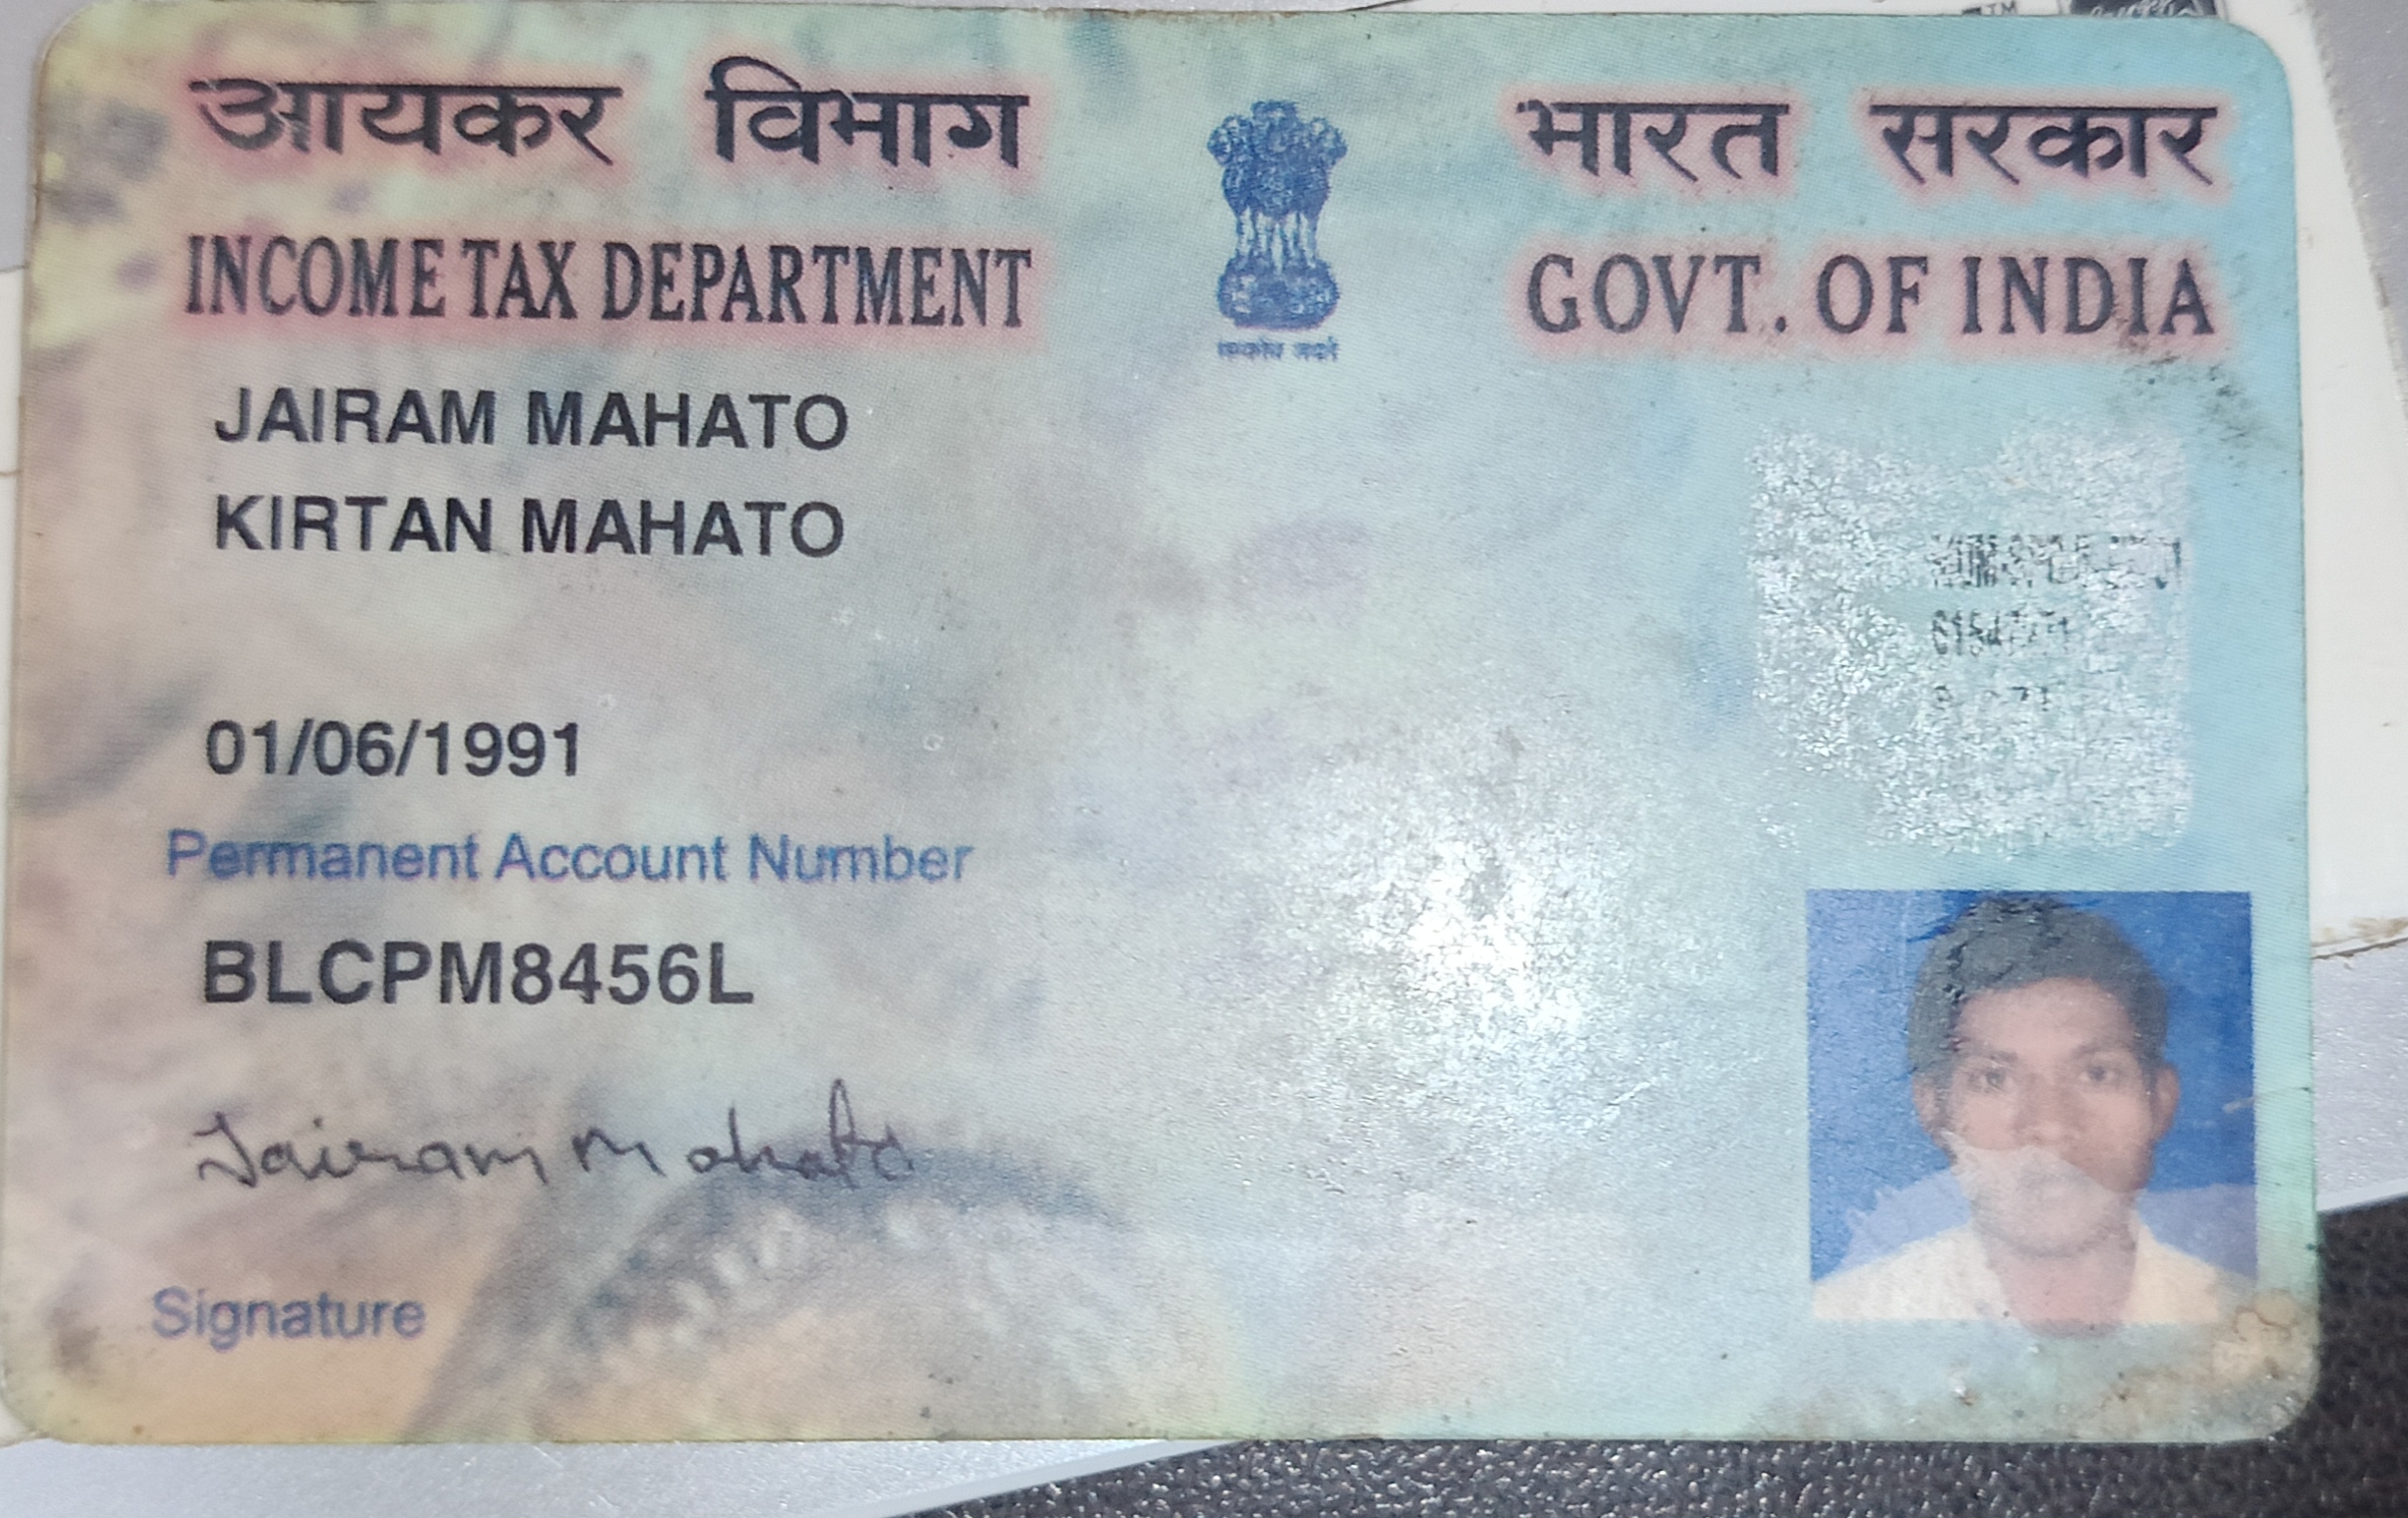 आयकर विभाग
INCOME TAX DEPARTMENT
भारत सरकार
GOVT. OF INDIA
JAIRAM MAHATO
KIRTAN MAHATO
01/06/1991
Permanent Account Number
BLCPM8456L
Jairam Mahato
Signature